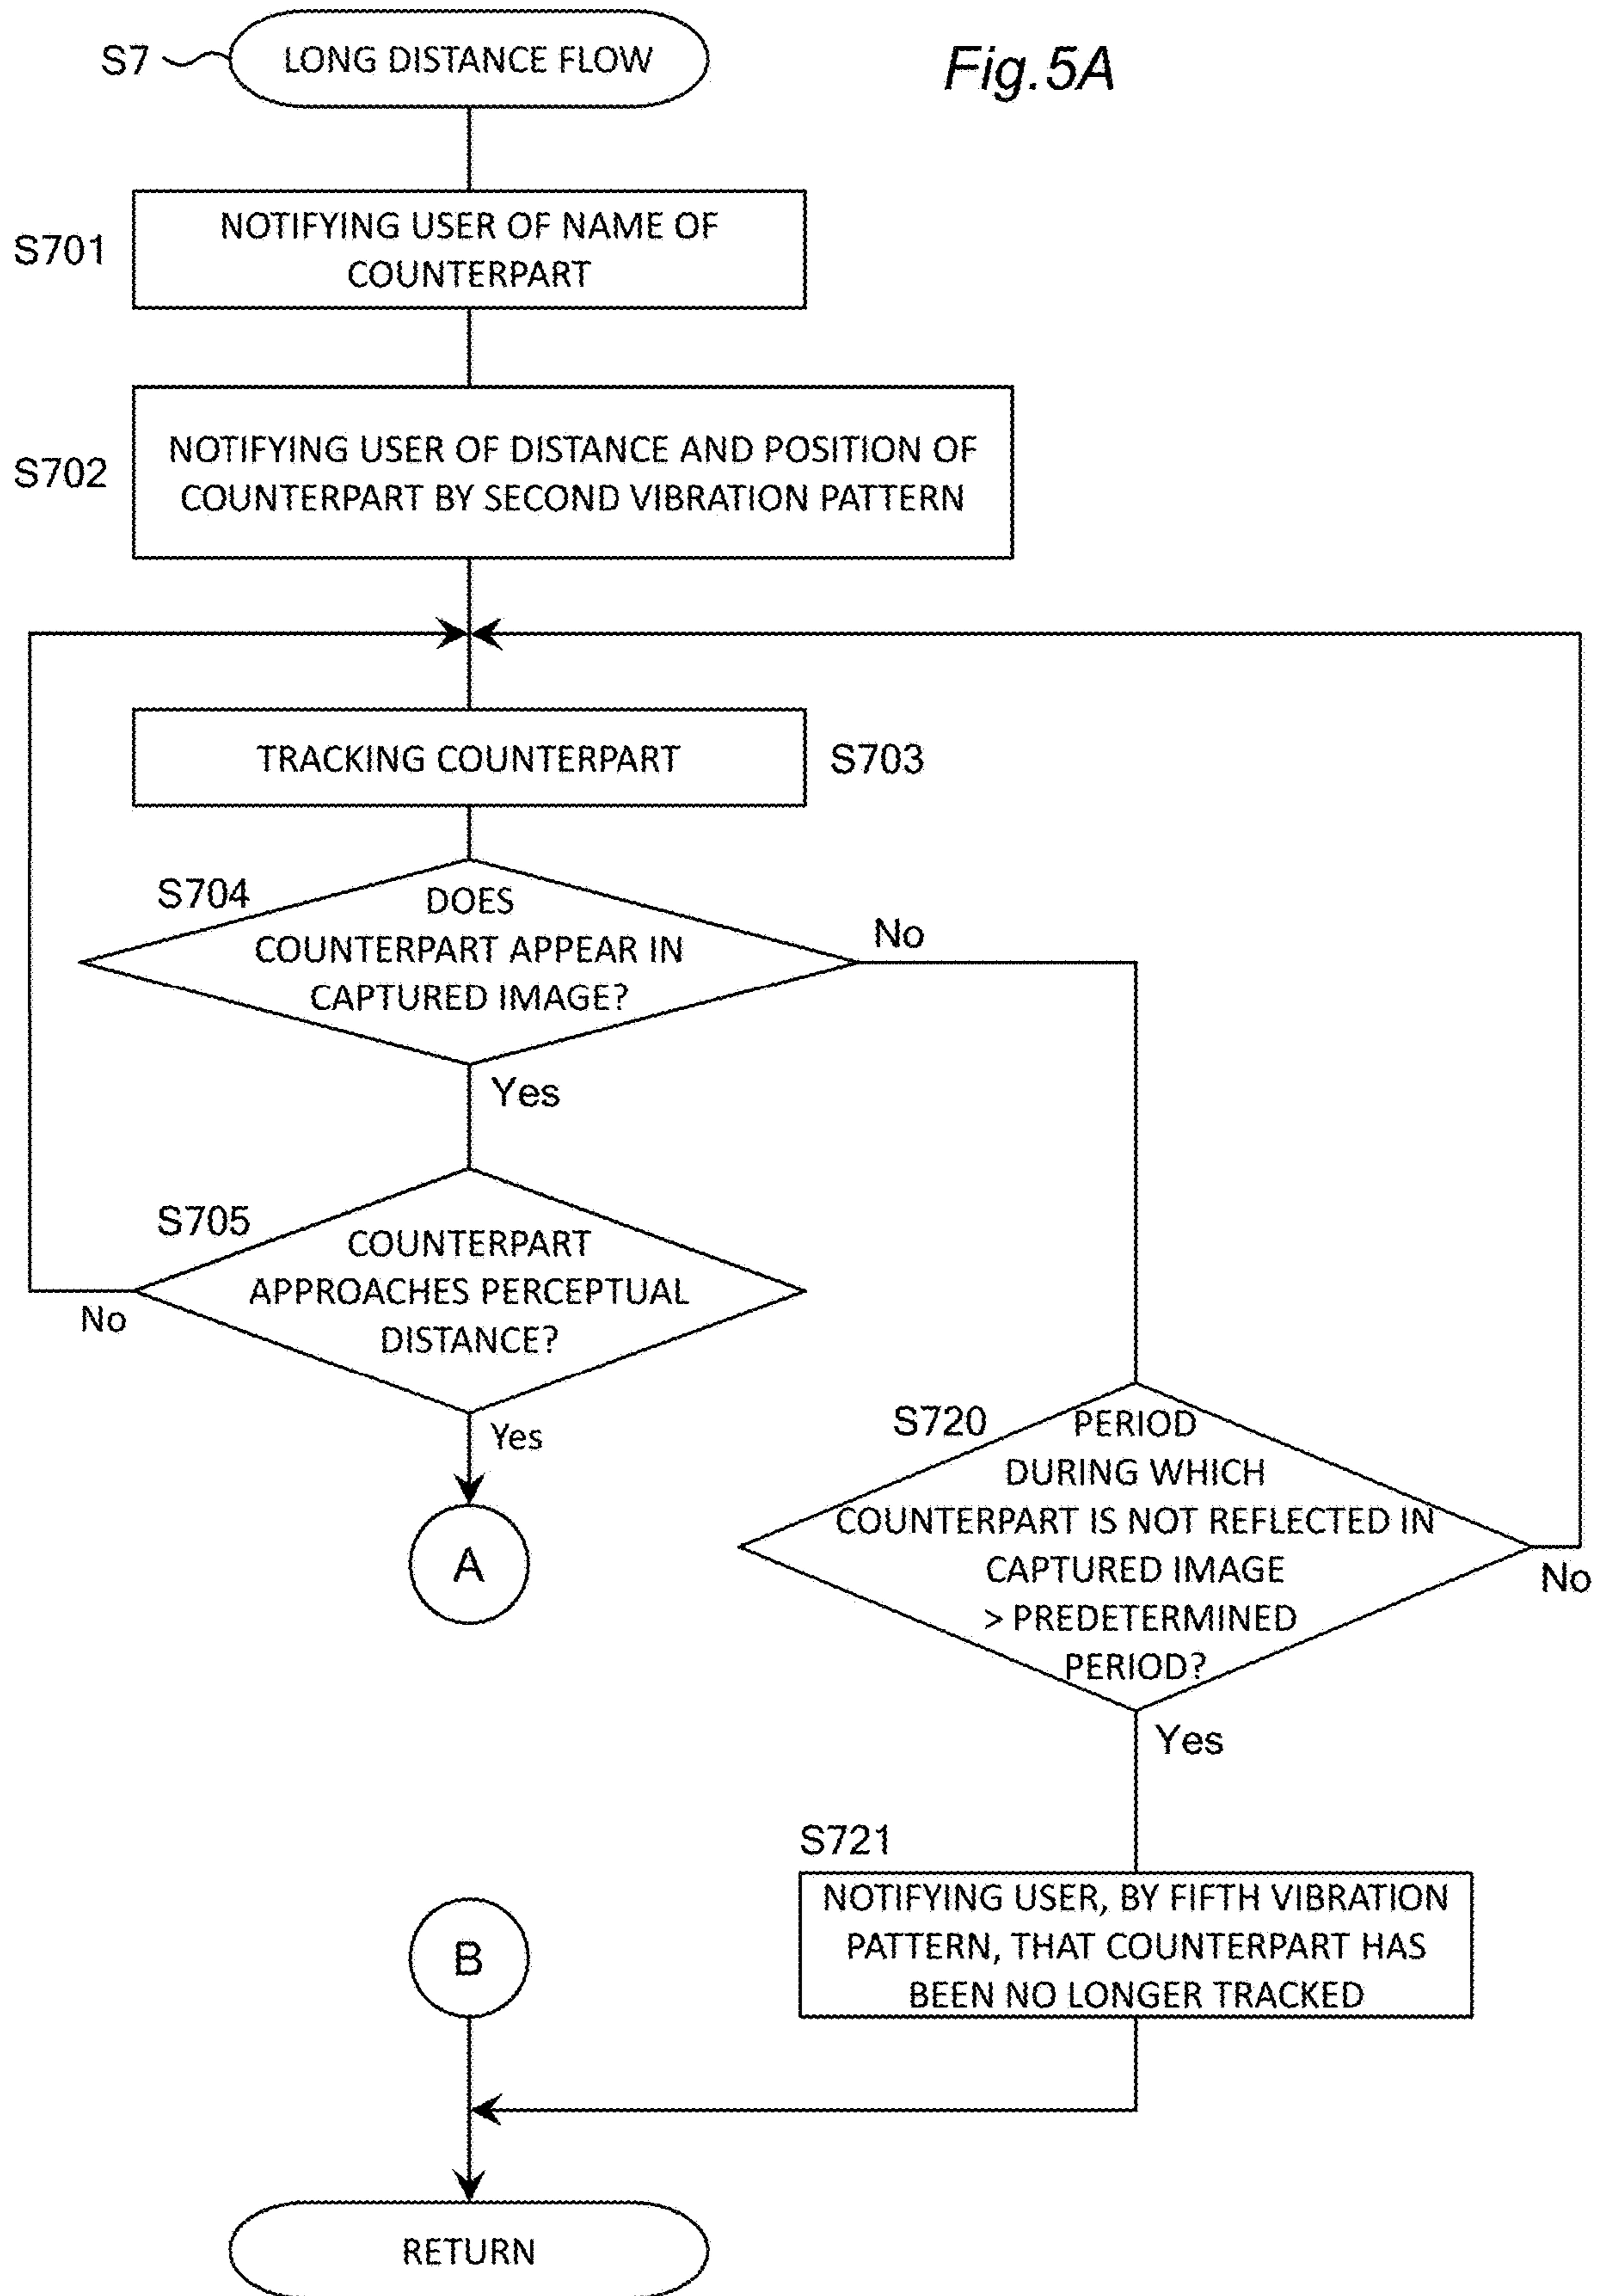 S7
LONG DISTANCE FLOW
Fig.5A
S701
NOTIFYING USER OF NAME OF
COUNTERPART
S702
NOTIFYING USER OF DISTANCE AND POSITION OF
COUNTERPART BY SECOND VIBRATION PATTERN
TRACKING COUNTERPART
S703
S704
DOES
COUNTERPART APPEAR IN
CAPTURED IMAGE?
No
Yes
S705
COUNTERPART
APPROACHES PERCEPTUAL
DISTANCE?
No
Yes
A
S720
PERIOD
DURING WHICH
COUNTERPART IS NOT REFLECTED IN
CAPTURED IMAGE
> PREDETERMINED
PERIOD?
No
Yes
S721
NOTIFYING USER, BY FIFTH VIBRATION
PATTERN, THAT COUNTERPART HAS
BEEN NO LONGER TRACKED
B
RETURN